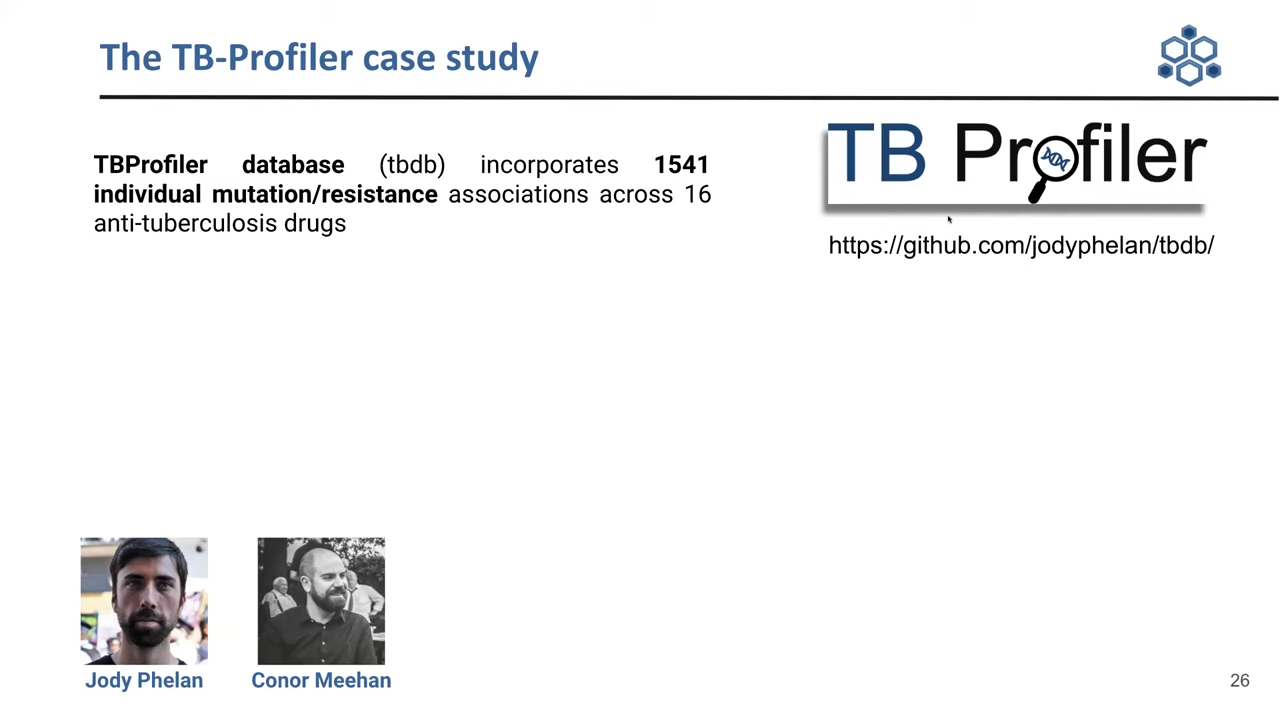 The TB-Profiler case study
TBProfiler database (tbdb) incorporates 1541
individual mutation/resistance associations across 16
anti-tuberculosis drugs
TB Profiler
https://github.com/jodyphelan/tbdb/
Jody Phelan
Conor Meehan
26